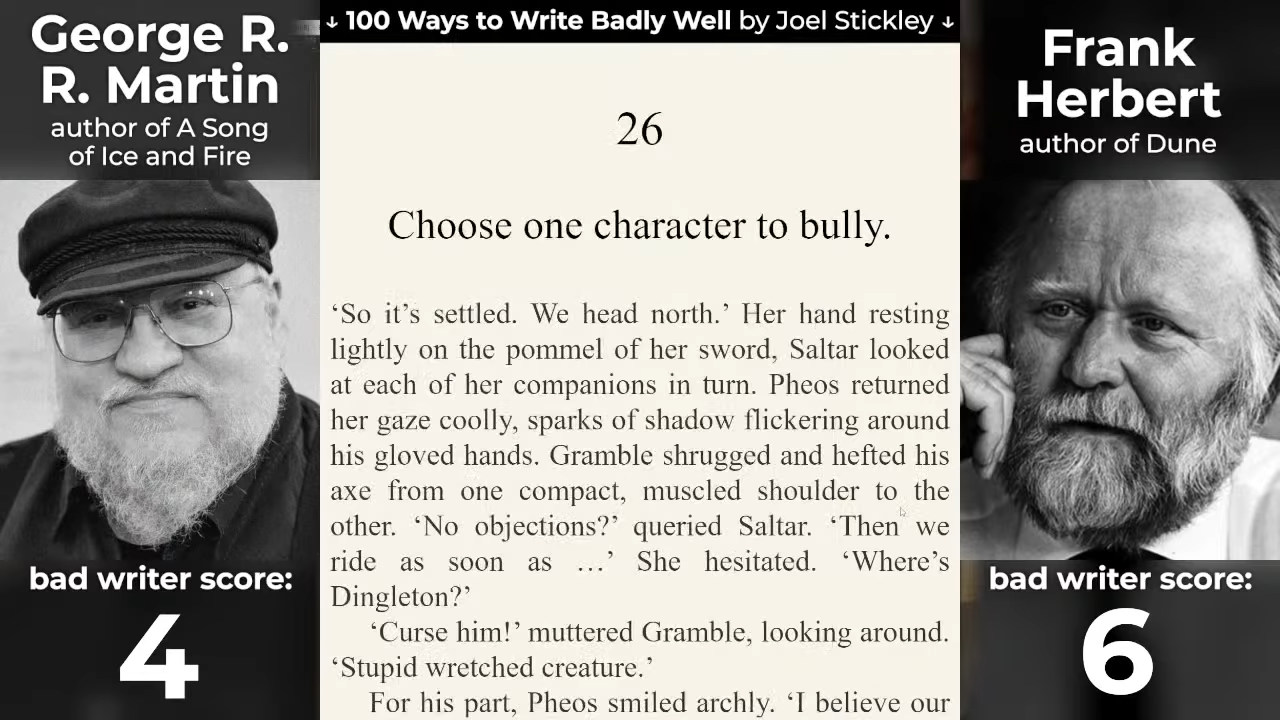 George R.
R. Martin
author of A Song
of Ice and Fire
bad writer score:
4
↓ 100 Ways to Write Badly Well by Joel Stickley ↓
26
Choose one character to bully.
‘So it’s settled. We head north.’ Her hand resting
lightly on the pommel of her sword, Saltar looked
at each of her companions in turn. Pheos returned
her gaze coolly, sparks of shadow flickering around
his gloved hands. Gramble shrugged and hefted his
axe from one compact, muscled shoulder to the
other. ‘No objections?’ queried Saltar. ‘Then we
ride as soon as …’ She hesitated. ‘Where’s
Dingleton?’
‘Curse him!’ muttered Gramble, looking around.
‘Stupid wretched creature.’
For his part, Pheos smiled archly. ‘I believe our
Frank
Herbert
author of Dune
bad writer score:
6